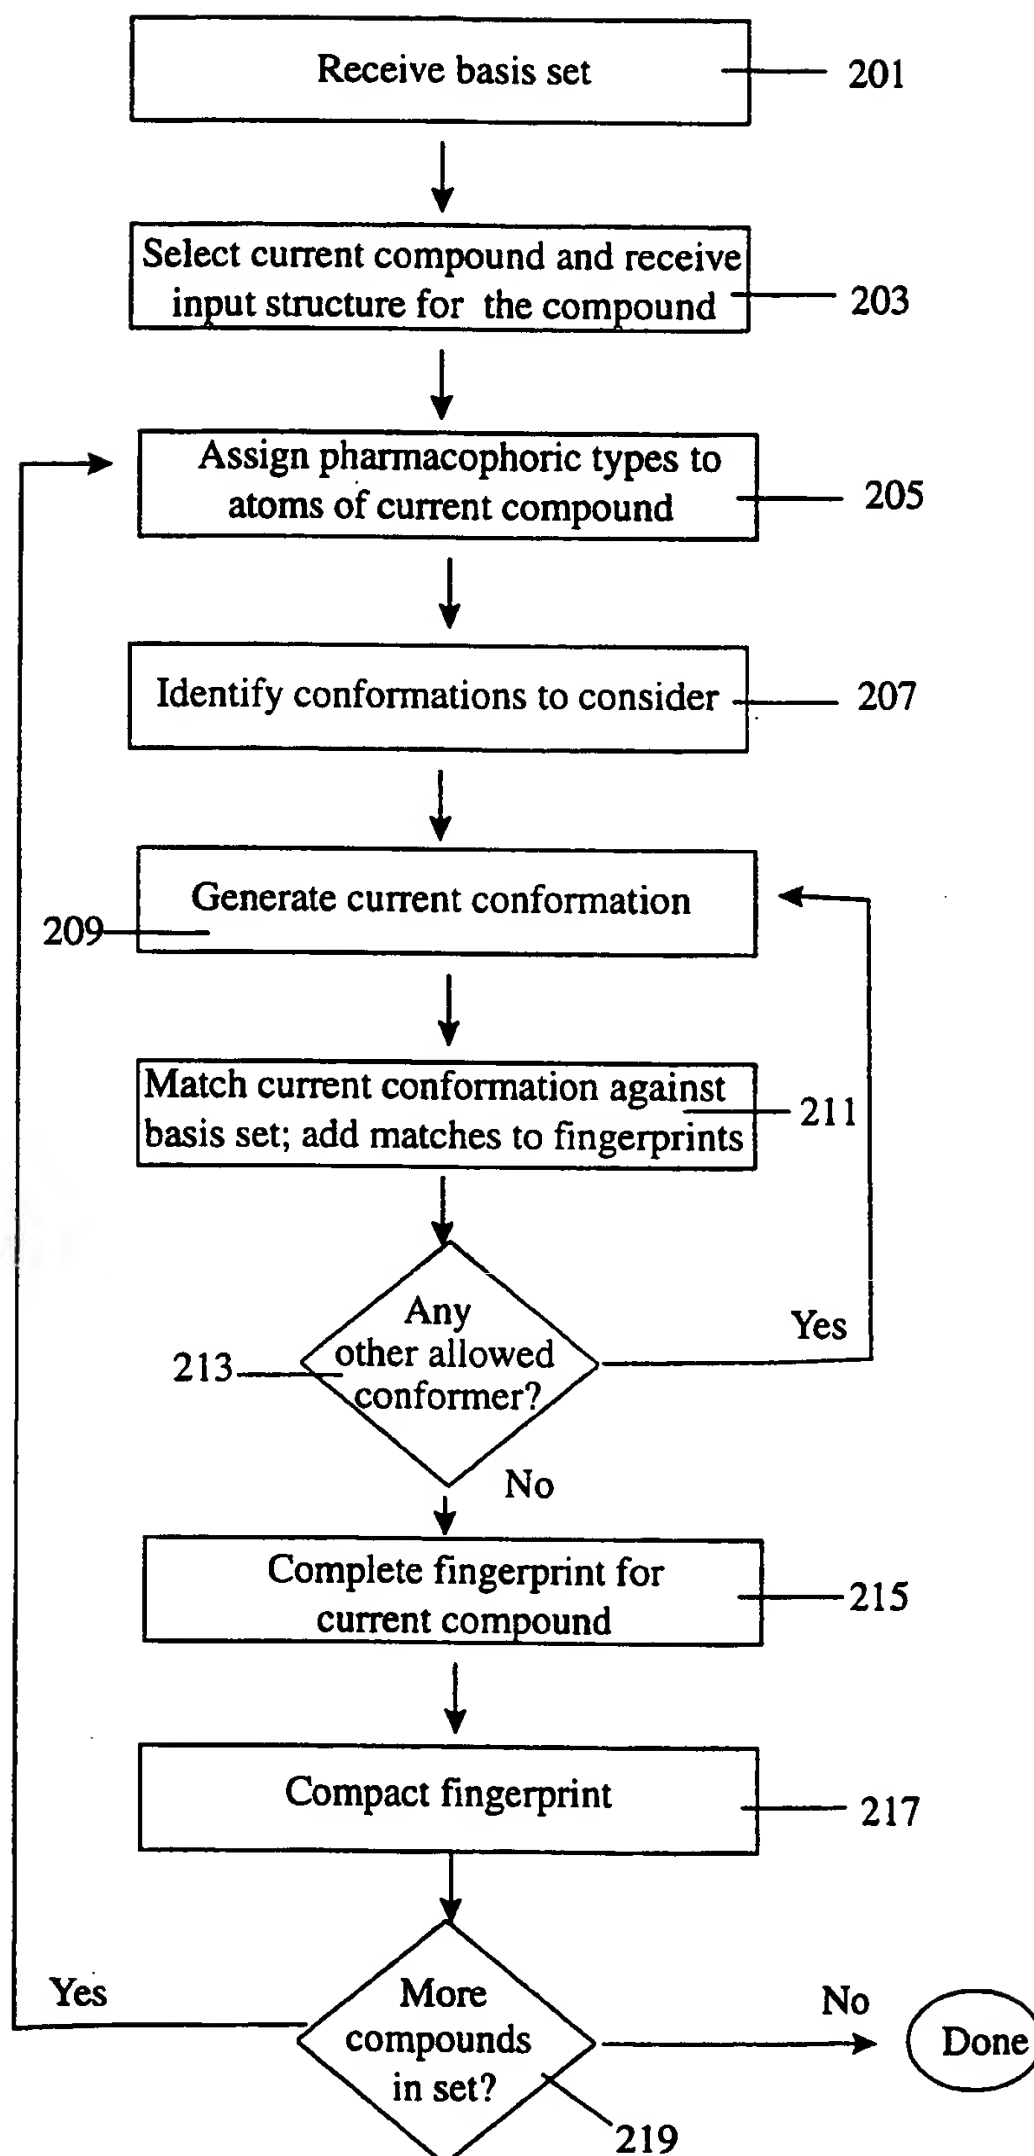 Receive basis set
201
Select current compound and receive
input structure for the compound
203
Assign pharmacophoric types to
atoms of current compound
205
Identify conformations to consider
207
Generate current conformation
209
Match current conformation against
basis set; add matches to fingerprints
211
Any
other allowed
conformer?
213
Yes
No
Complete fingerprint for
current compound
215
Compact fingerprint
217
Yes
More
compounds
in set?
No
Done
219